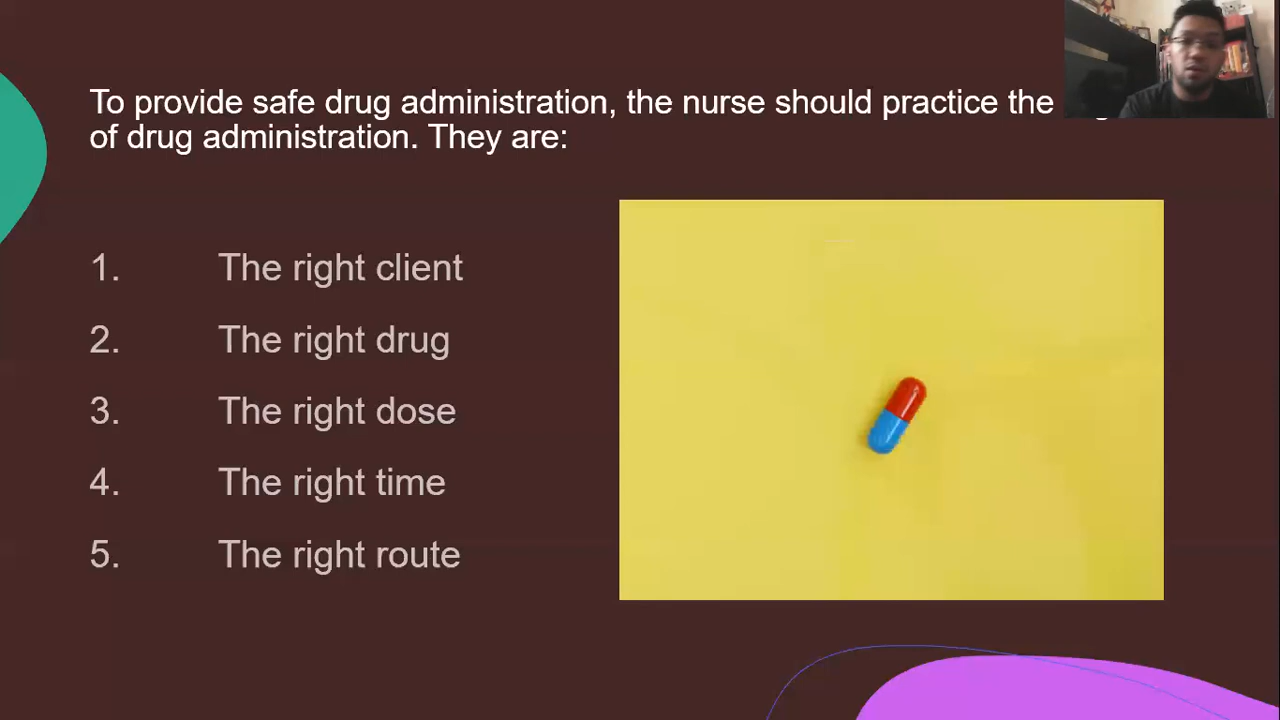 To provide safe drug administration, the nurse should practice the
of drug administration. They are:
1. The right client
2. The right drug
3. The right dose
4. The right time
5. The right route